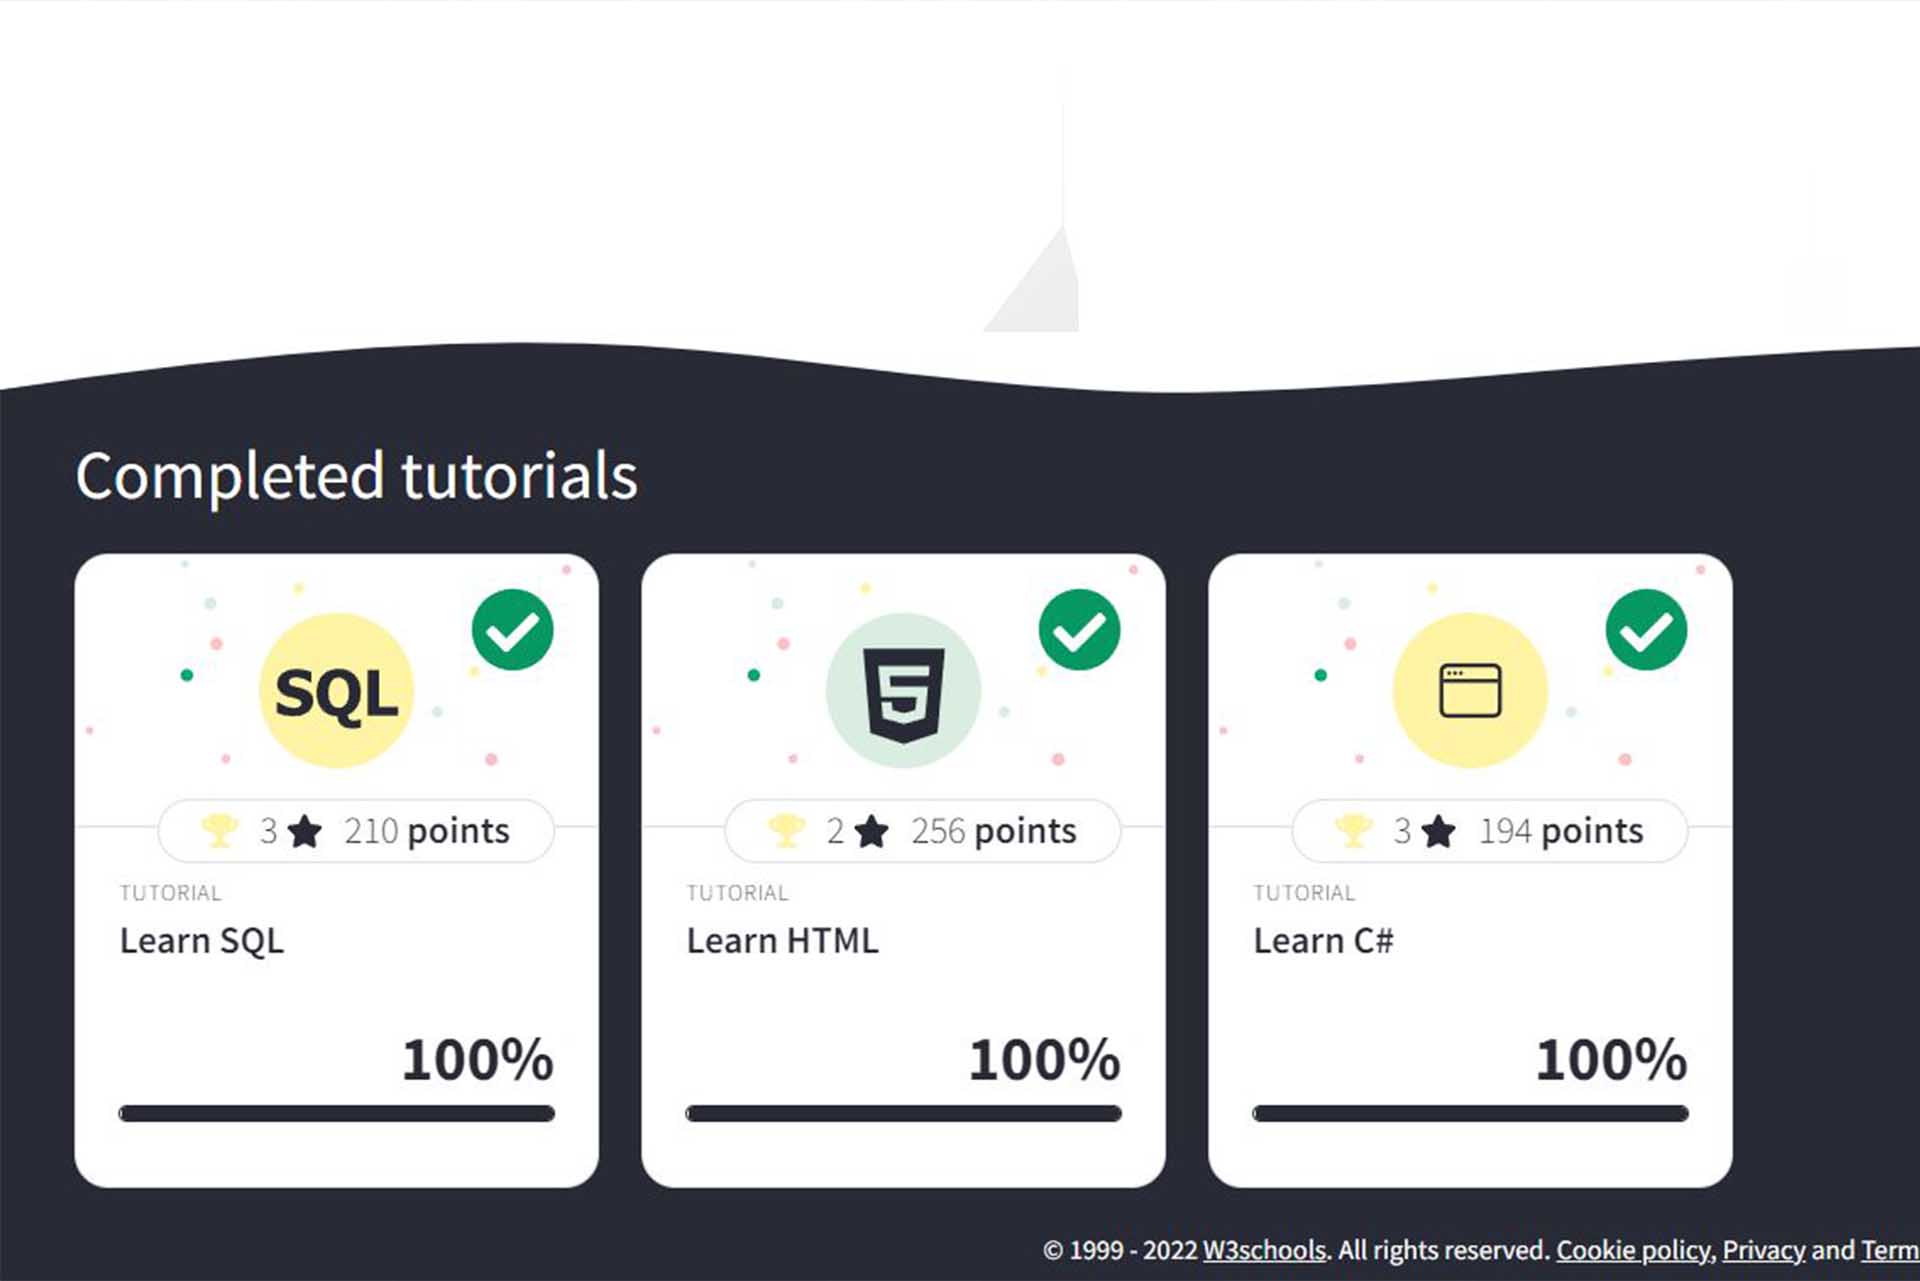 Completed tutorials
SQL
3 210 points
TUTORIAL
Learn SQL
100%
5
2 256 points
TUTORIAL
Learn HTML
100%
3 194 points
TUTORIAL
Learn C#
100%
© 1999 - 2022 W3schools. All rights reserved. Cookie policy, Privacy and Term